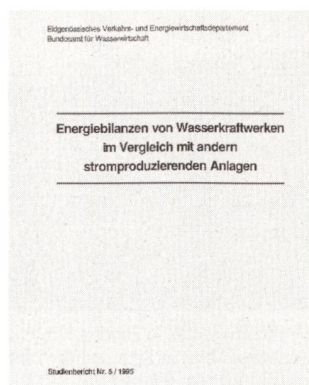 Eidgenössisches Verkehrs- und Energiewirtschaftsdepartement
Bundesamt für Wasserwirtschaft
Energiebilanzen von Wasserkraftwerken
im Vergleich mit andern
stromproduzierenden Anlagen
Studienbericht Nr. 5 / 1995